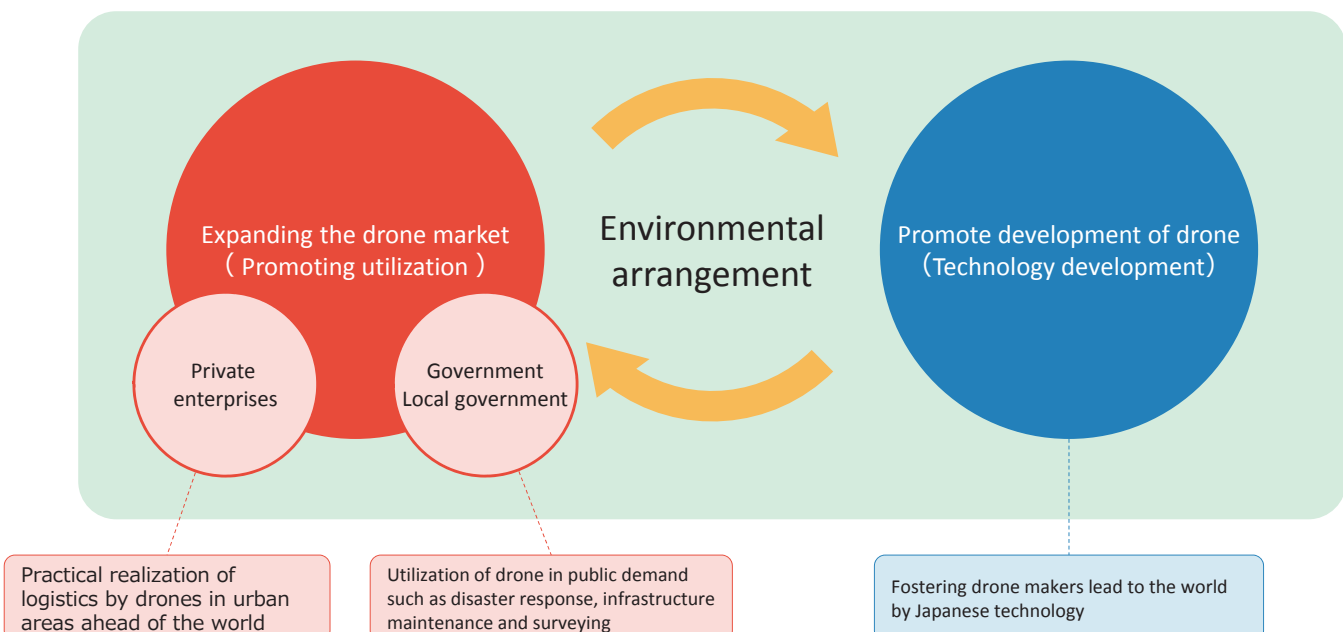 Expanding the drone market
( Promoting utilization )
Environmental
arrangement
Promote development of drone
(Technology development)
Private
enterprises
Government
Local government
Practical realization of
logistics by drones in urban
areas ahead of the world
Utilization of drone in public demand
such as disaster response, infrastructure
maintenance and surveying
Fostering drone makers lead to the world
by Japanese technology